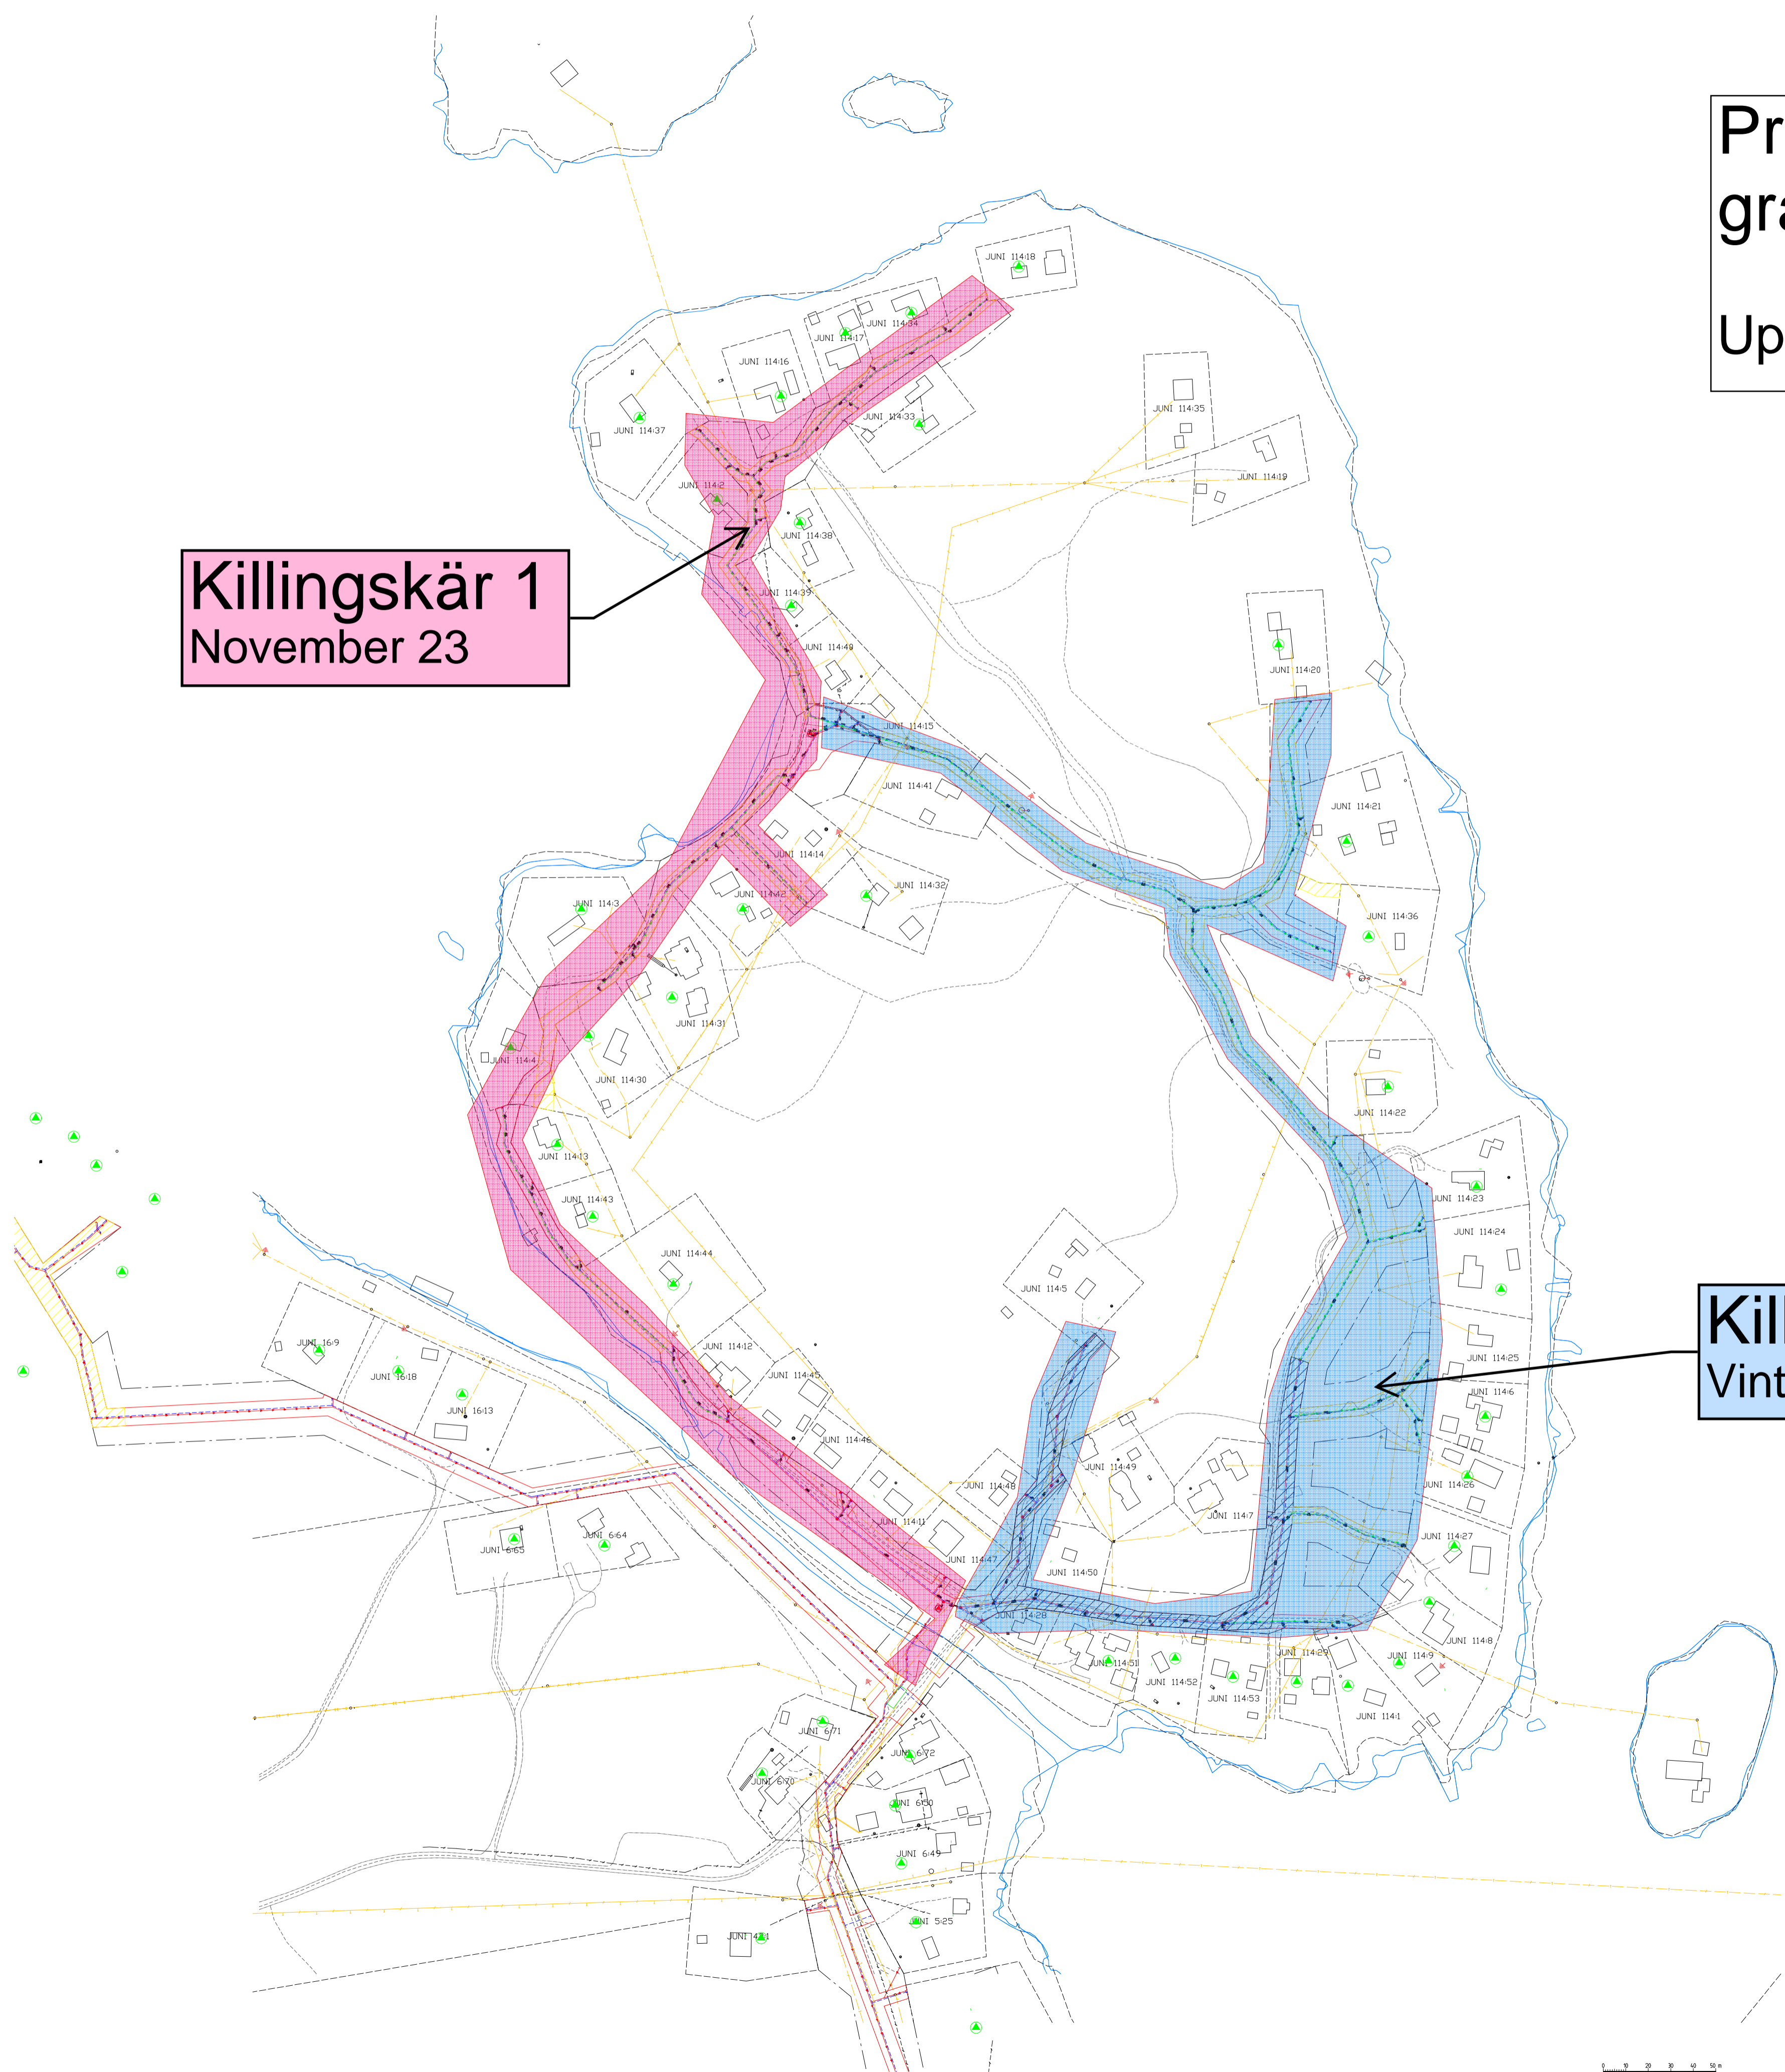 Pr
gra
Up
Killingskär 1
November 23
Kill
Vint
JUNI 114:18
JUNI 114:34
JUNI 114:17
JUNI 114:16
JUNI 114:33
JUNI 114:37
JUNI 114:35
JUNI 114:19
JUNI 114:2
JUNI 114:38
JUNI 114:39
JUNI 114:40
JUNI 114:20
JUNI 114:15
JUNI 114:41
JUNI 114:21
JUNI 114:14
JUNI 114:32
JUNI 114:42
JUNI 114:3
JUNI 114:36
JUNI 114:31
JUNI 114:4
JUNI 114:30
JUNI 114:22
JUNI 114:13
JUNI 114:43
JUNI 114:23
JUNI 114:24
JUNI 114:44
JUNI 114:5
JUNI 16:9
JUNI 114:12
JUNI 114:25
JUNI 16:18
JUNI 114:45
JUNI 114:6
JUNI 16:13
JUNI 114:46
JUNI 114:49
JUNI 114:48
JUNI 114:26
JUNI 114:7
JUNI 114:11
JUNI 6:64
JUNI 6:65
JUNI 114:27
JUNI 114:47
JUNI 114:50
JUNI 114:28
JUNI 114:8
JUNI 114:29
JUNI 114:9
JUNI 114:51
JUNI 114:52
JUNI 114:53
JUNI 114:1
JUNI 6:71
JUNI 6:72
JUNI 6:70
JUNI 6:50
JUNI 6:49
JUNI 5:25
0 10 20 30 40 50 m